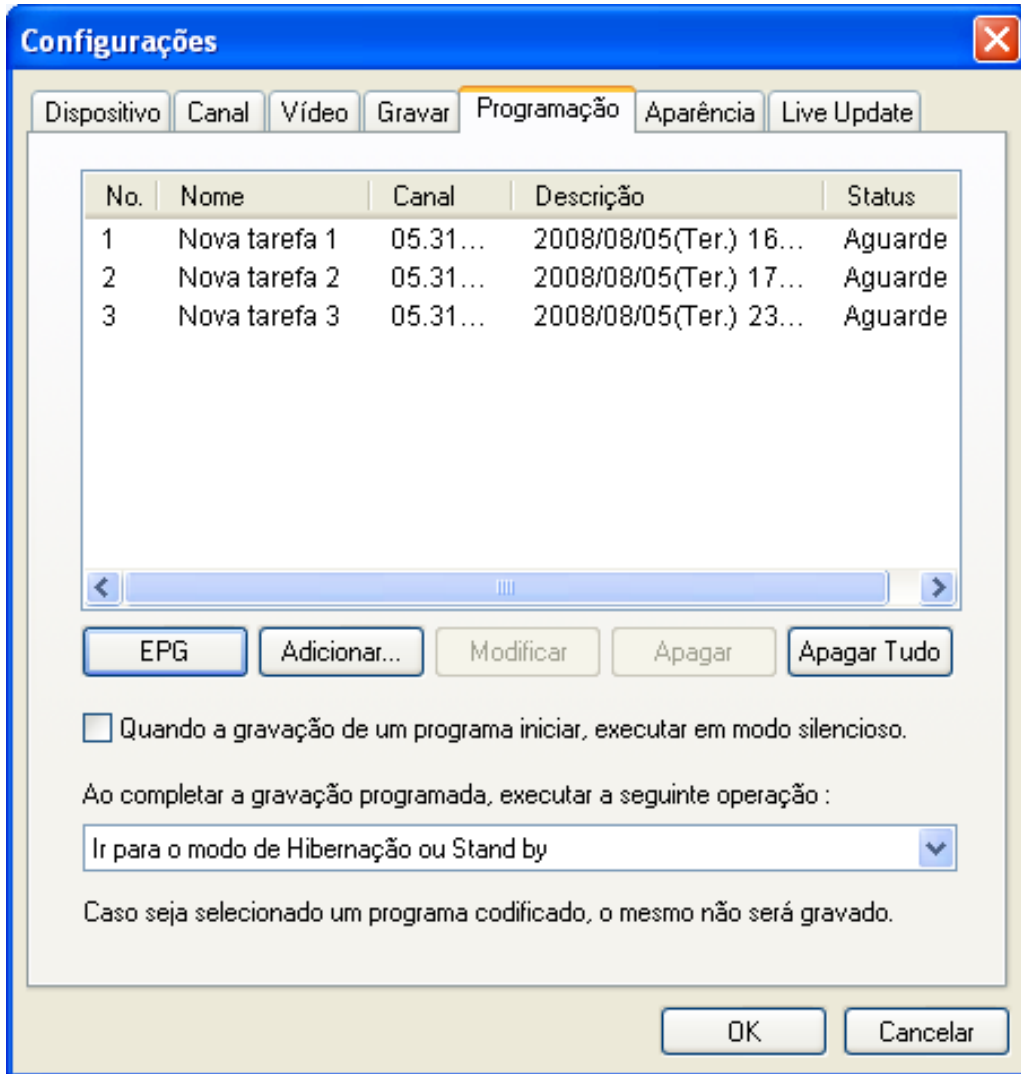 Configurações
Dispositivo Canal Vídeo Gravar Programação Aparência Live Update
No. Nome Canal Descrição Status
1 Nova tarefa 1 05.31... 2008/08/05(Ter.) 16... Aguarde
2 Nova tarefa 2 05.31... 2008/08/05(Ter.) 17... Aguarde
3 Nova tarefa 3 05.31... 2008/08/05(Ter.) 23... Aguarde
EPG Adicionar... Modificar Apagar Apagar Tudo
Quando a gravação de um programa iniciar, executar em modo silencioso.
Ao completar a gravação programada, executar a seguinte operação :
Ir para o modo de Hibernação ou Stand by
Caso seja selecionado um programa codificado, o mesmo não será gravado.
OK Cancelar